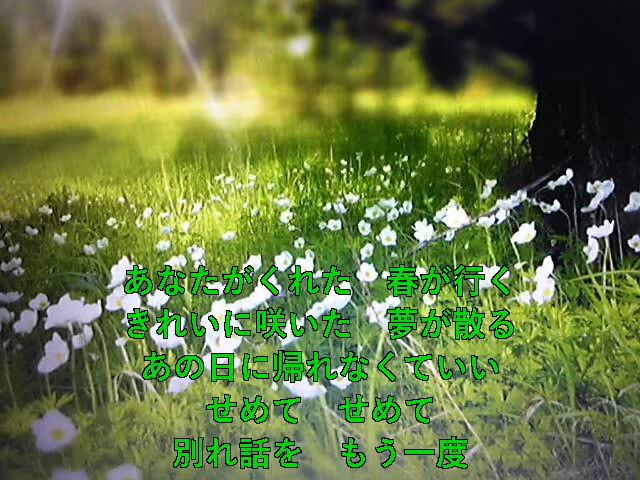 あなたがくれた　春が行く
きれいに咲いた　夢が散る
あの日に帰れなくていい
せめて　せめて
別れ話を　もう一度